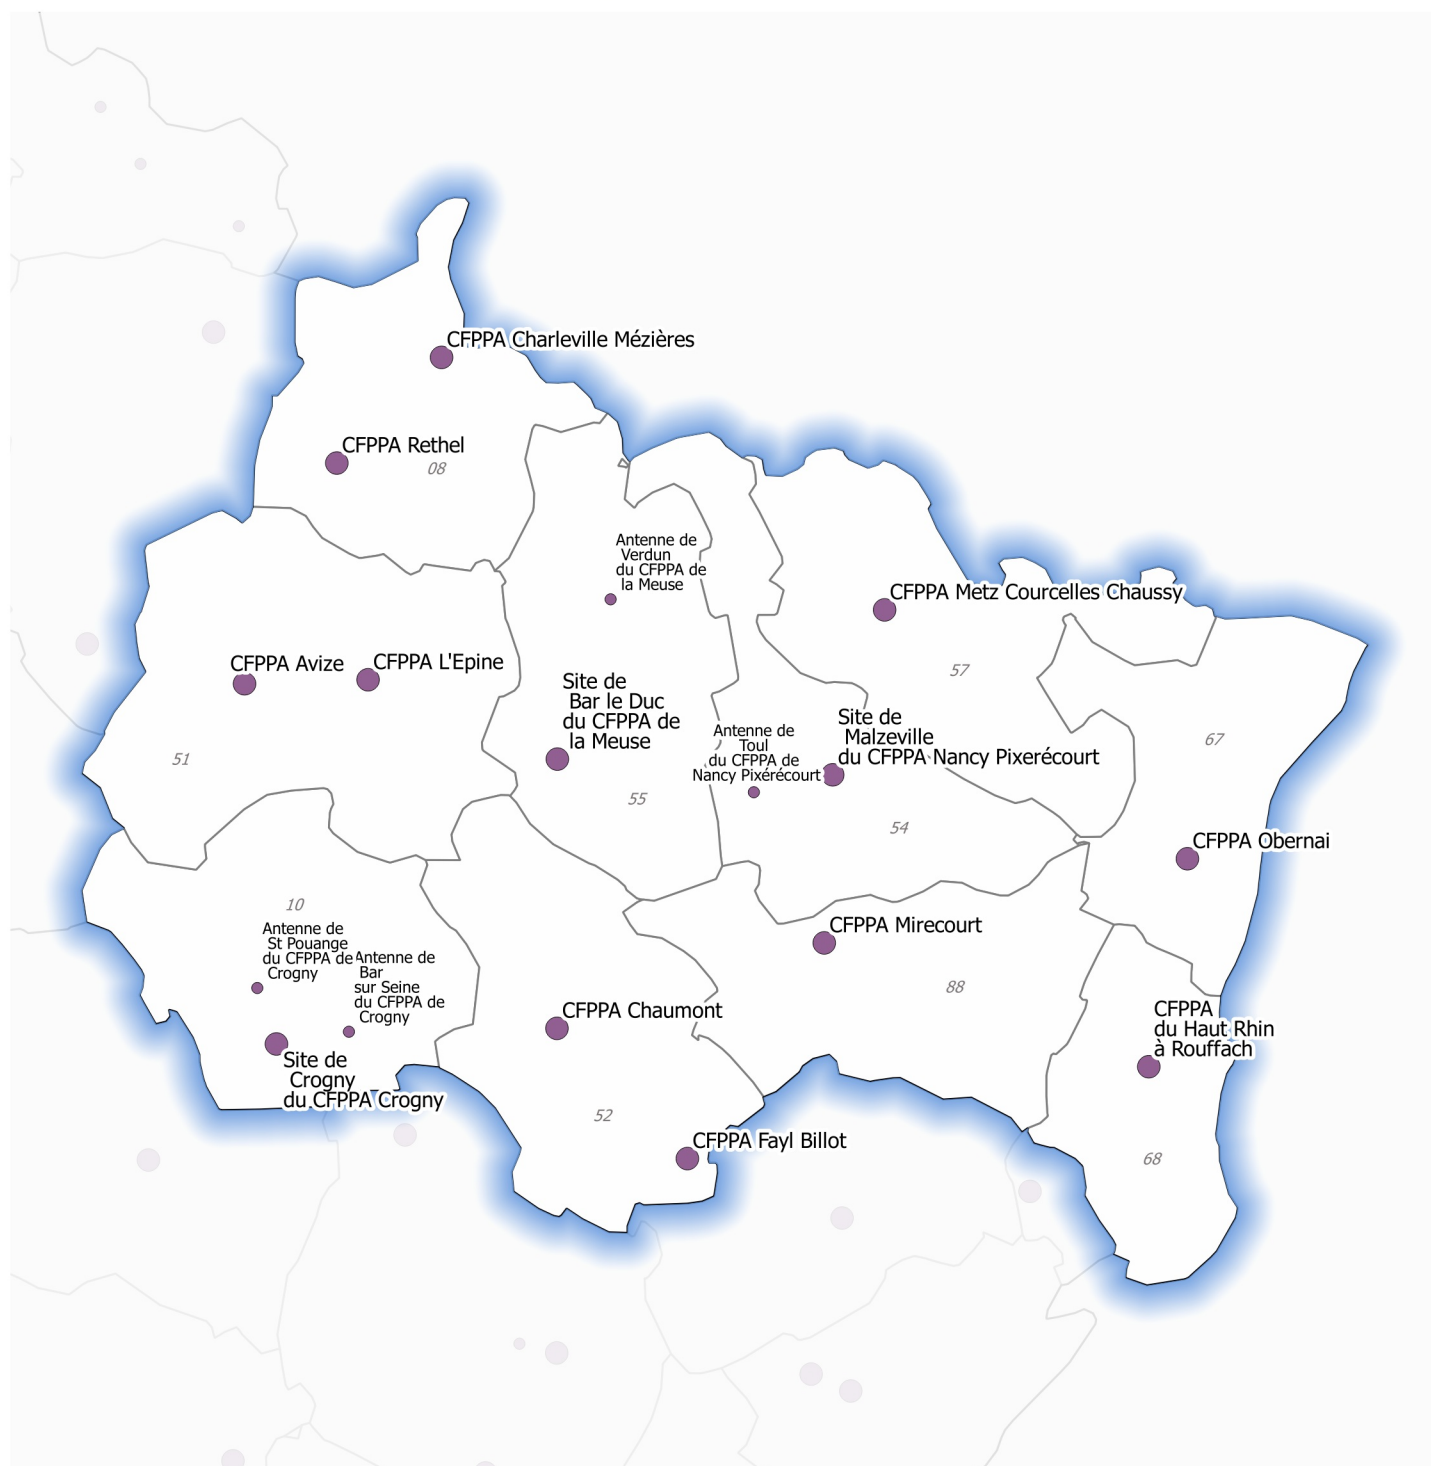 CFPPA Charleville Mézières
CFPPA Rethel
08
Antenne de
Verdun
du CFPPA de
la Meuse
CFPPA Metz Courcelles Chaussy
CFPPA Avize
CFPPA L'Epine
57
Site de
Bar le Duc
du CFPPA de
la Meuse
Site de
Malzeville
du CFPPA Nancy Pixerécourt
Antenne de
Toul
du CFPPA de
Nancy Pixérécourt
67
51
55
54
CFPPA Obernai
10
CFPPA Mirecourt
Antenne de
St Pouange
du CFPPA de
Crogny
Antenne de
Bar
sur Seine
du CFPPA de
Crogny
88
CFPPA Chaumont
CFPPA
du Haut Rhin
à Rouffach
Site de
Crogny
du CFPPA Crogny
52
CFPPA Fayl Billot
68